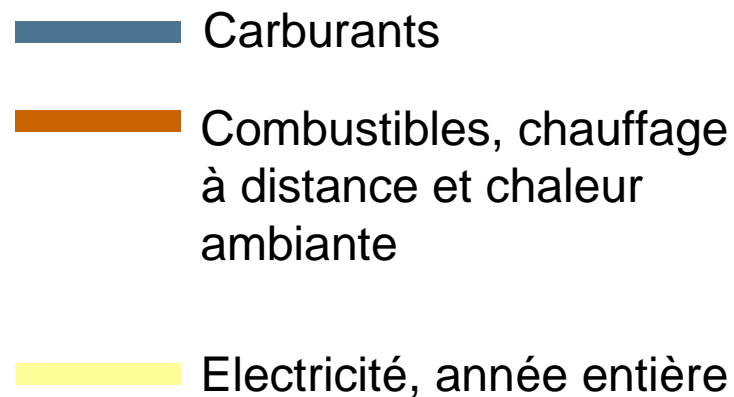 Carburants
Combustibles, chauffage
à distance et chaleur
ambiante
Electricité, année entière